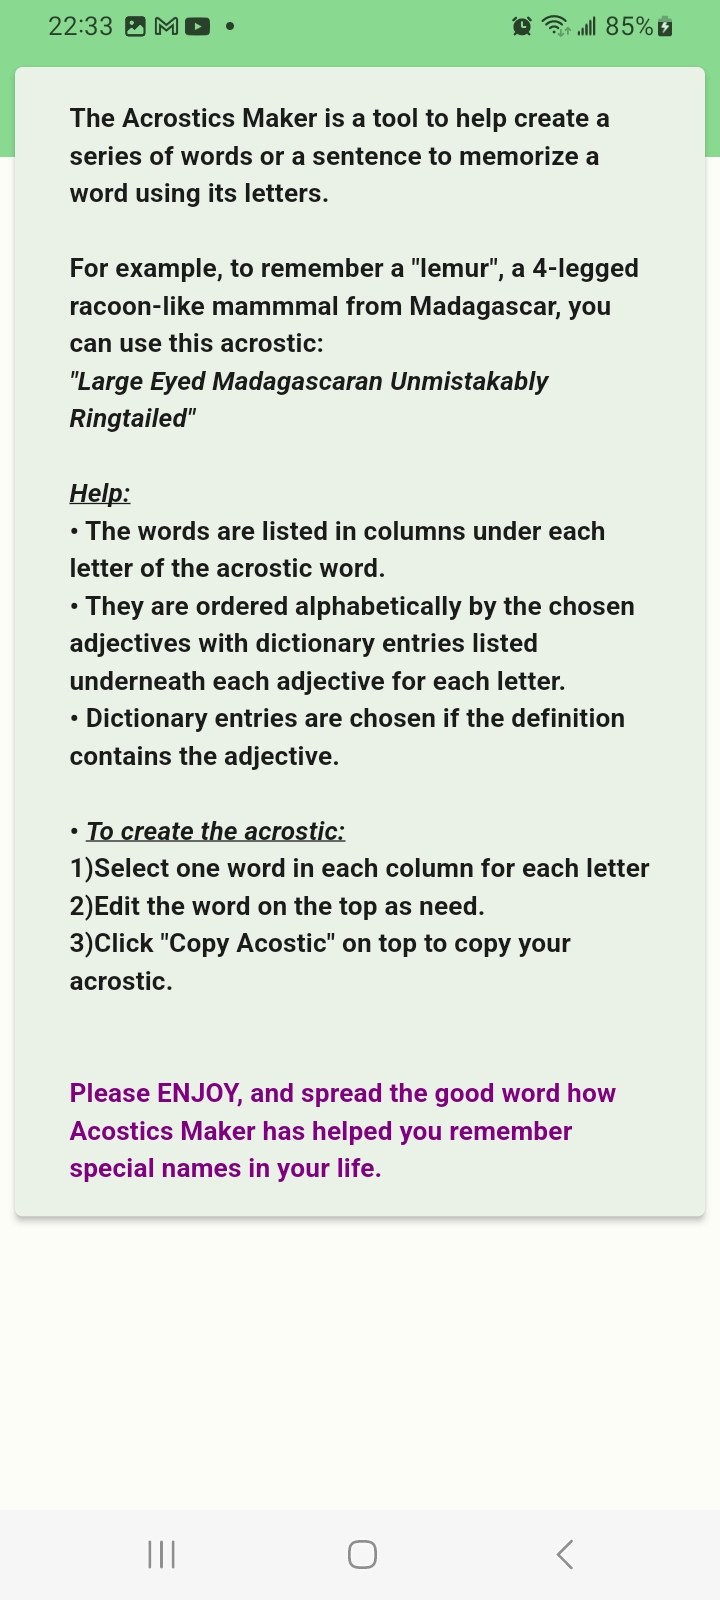 22:33
85%
The Acrostics Maker is a tool to help create a
series of words or a sentence to memorize a
word using its letters.
For example, to remember a "lemur", a 4-legged
racoon-like mammmal from Madagascar, you
can use this acrostic:
"Large Eyed Madagascaran Unmistakably
Ringtailed"
Help:
• The words are listed in columns under each
letter of the acrostic word.
• They are ordered alphabetically by the chosen
adjectives with dictionary entries listed
underneath each adjective for each letter.
• Dictionary entries are chosen if the definition
contains the adjective.
• To create the acrostic:
1)Select one word in each column for each letter
2)Edit the word on the top as need.
3)Click "Copy Acostic" on top to copy your
acrostic.
Please ENJOY, and spread the good word how
Acostics Maker has helped you remember
special names in your life.